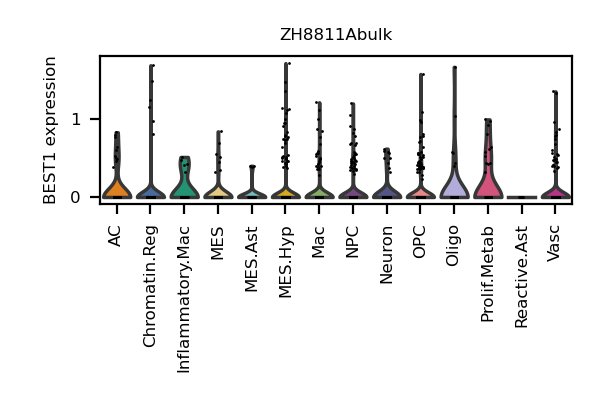 ZH8811Abulk
BEST1 expression
1
0
AC
Chromatin.Reg
Inflammatory.Mac
MES
MES.Ast
MES.Hyp
Mac
NPC
Neuron
OPC
Oligo
Prolif.Metab
Reactive.Ast
Vasc